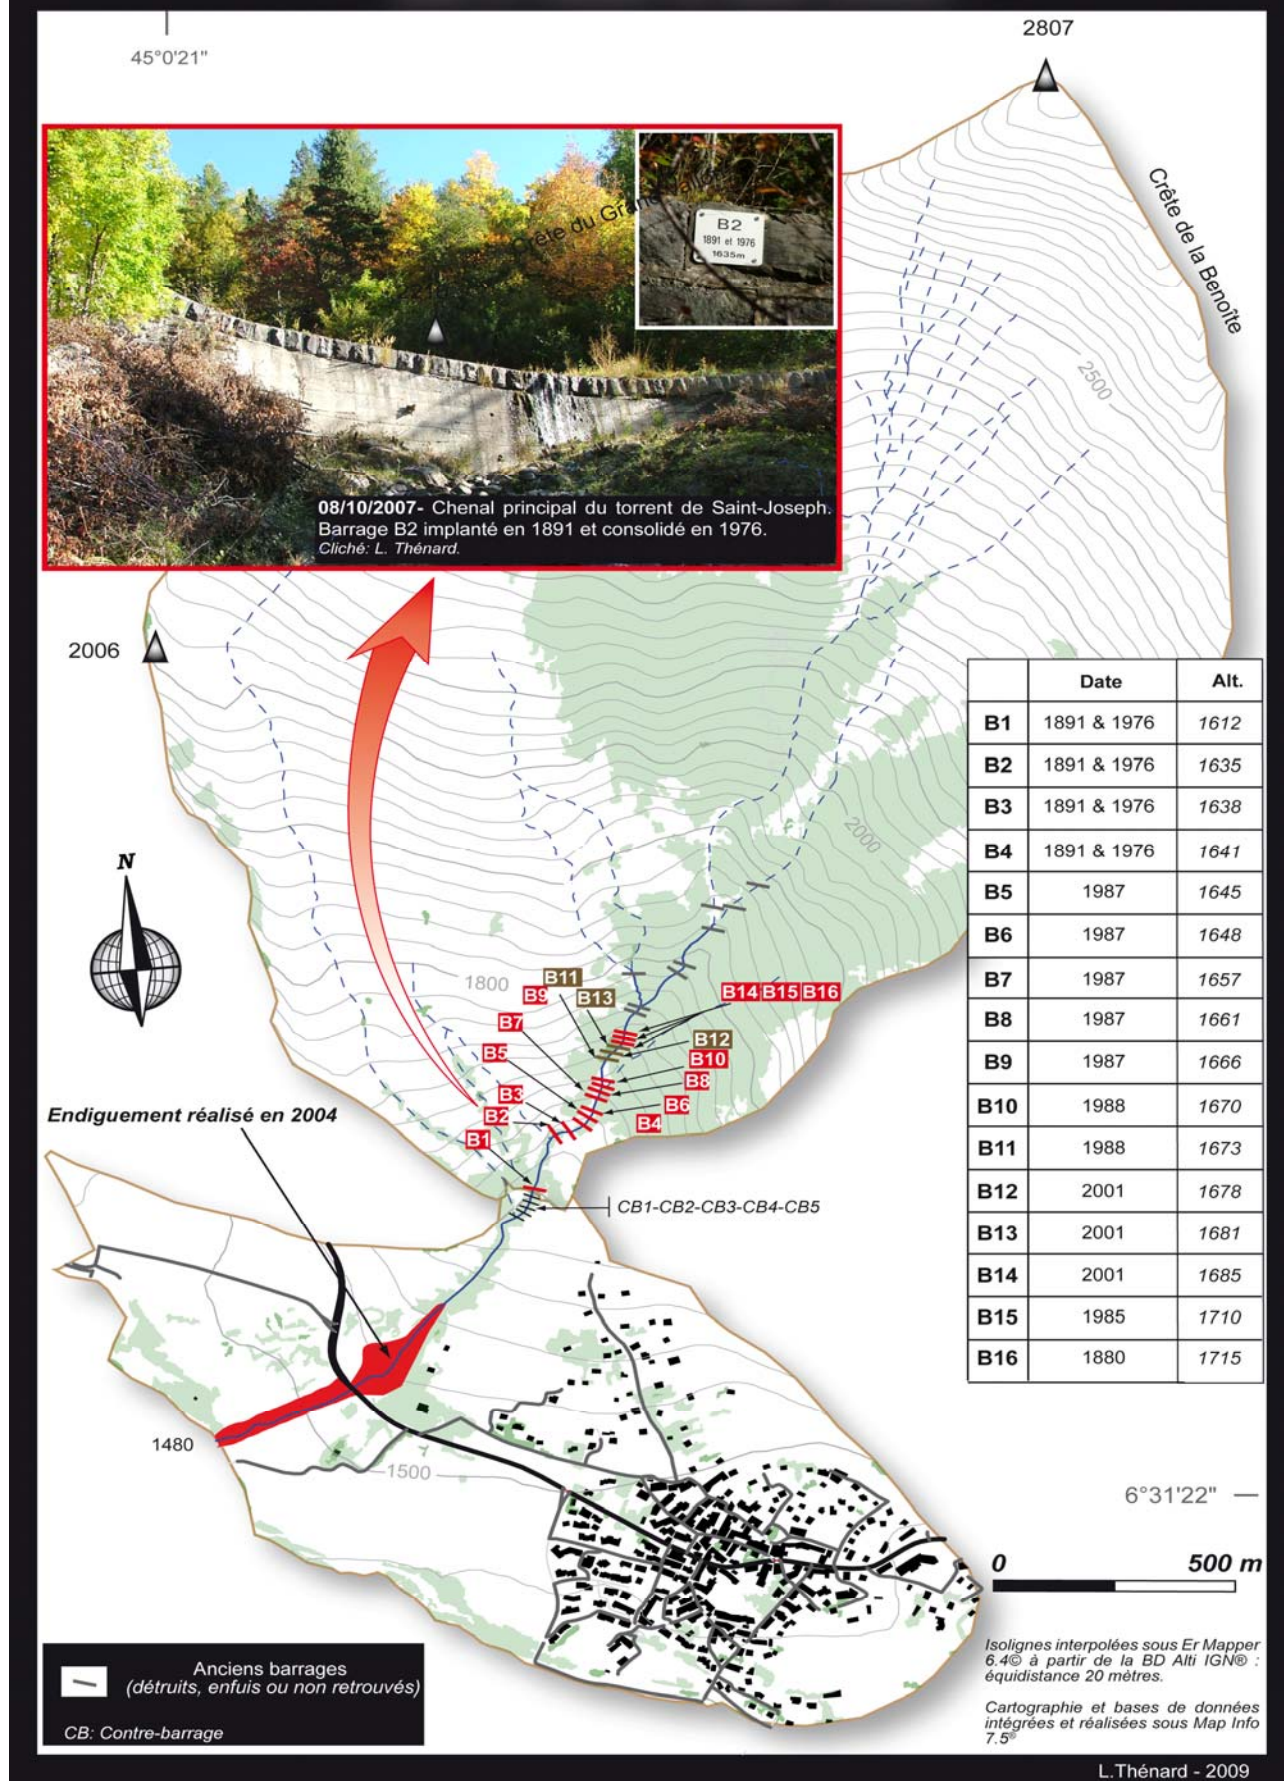 45°0'21"
2807
Crête de la Benoîte
Crête du Grand
B2
1891 et 1976
1635m
2500
08/10/2007- Chenal principal du torrent de Saint-Joseph.
Barrage B2 implanté en 1891 et consolidé en 1976.
Cliché: L. Thénard.
2006
Date Alt.
B1 1891 & 1976 1612
B2 1891 & 1976 1635
B3 1891 & 1976 1638
B4 1891 & 1976 1641
B5 1987 1645
B6 1987 1648
B7 1987 1657
B8 1987 1661
B9 1987 1666
B10 1988 1670
B11 1988 1673
B12 2001 1678
B13 2001 1681
B14 2001 1685
B15 1985 1710
B16 1880 1715
2000
N
1800
B11
B9
B13
B14 B15 B16
B7
B12
B5
B10
B8
B3
B6
B2
B4
B1
Endiguement réalisé en 2004
CB1-CB2-CB3-CB4-CB5
1480
1500
6°31'22"
0 500 m
Isolignes interpolées sous Er Mapper
6.4© à partir de la BD Alti IGN® :
équidistance 20 mètres.
Cartographie et bases de données
intégrées et réalisées sous Map Info
7.5®
Anciens barrages
(détruits, enfuis ou non retrouvés)
CB: Contre-barrage
L.Thénard - 2009